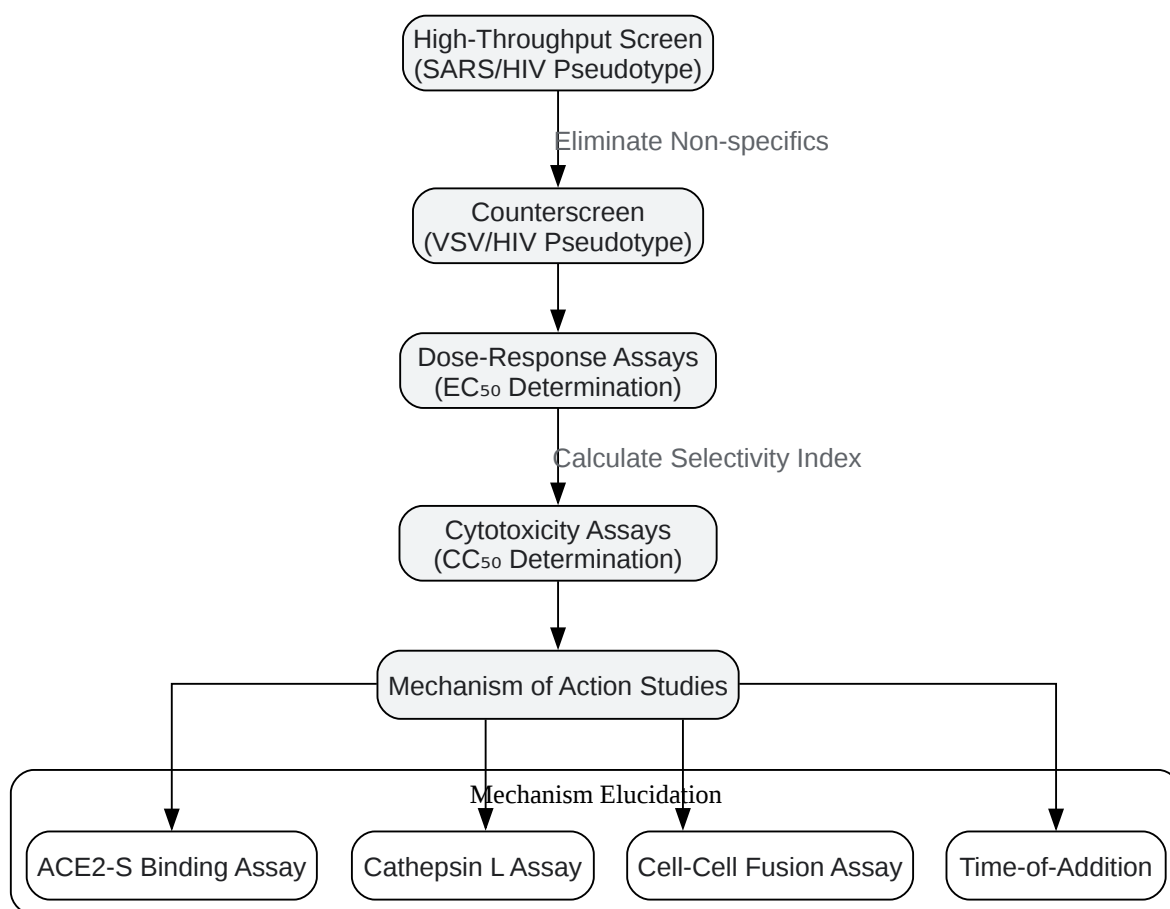 High-Throughput Screen
(SARS/HIV Pseudotype)
Eliminate Non-specifics
Counterscreen
(VSV/HIV Pseudotype)
Dose-Response Assays
(EC₅₀ Determination)
Calculate Selectivity Index
Cytotoxicity Assays
(CC₅₀ Determination)
Mechanism of Action Studies
Mechanism Elucidation
ACE2-S Binding Assay
Cathepsin L Assay
Cell-Cell Fusion Assay
Time-of-Addition